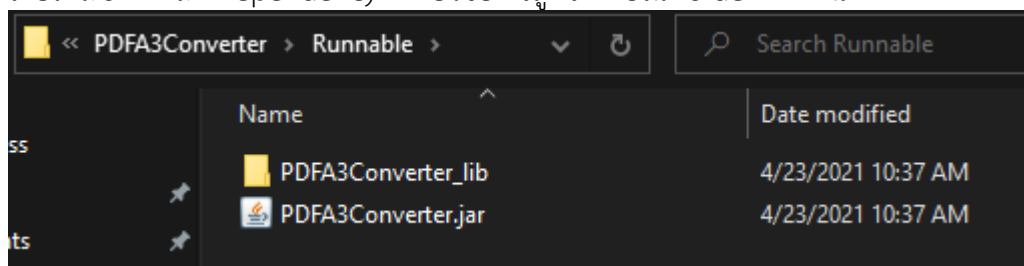 « PDFA3Converter > Runnable >
Search Runnable
Name
Date modified
ss
PDFA3Converter_lib
4/23/2021 10:37 AM
PDFA3Converter.jar
4/23/2021 10:37 AM
nts